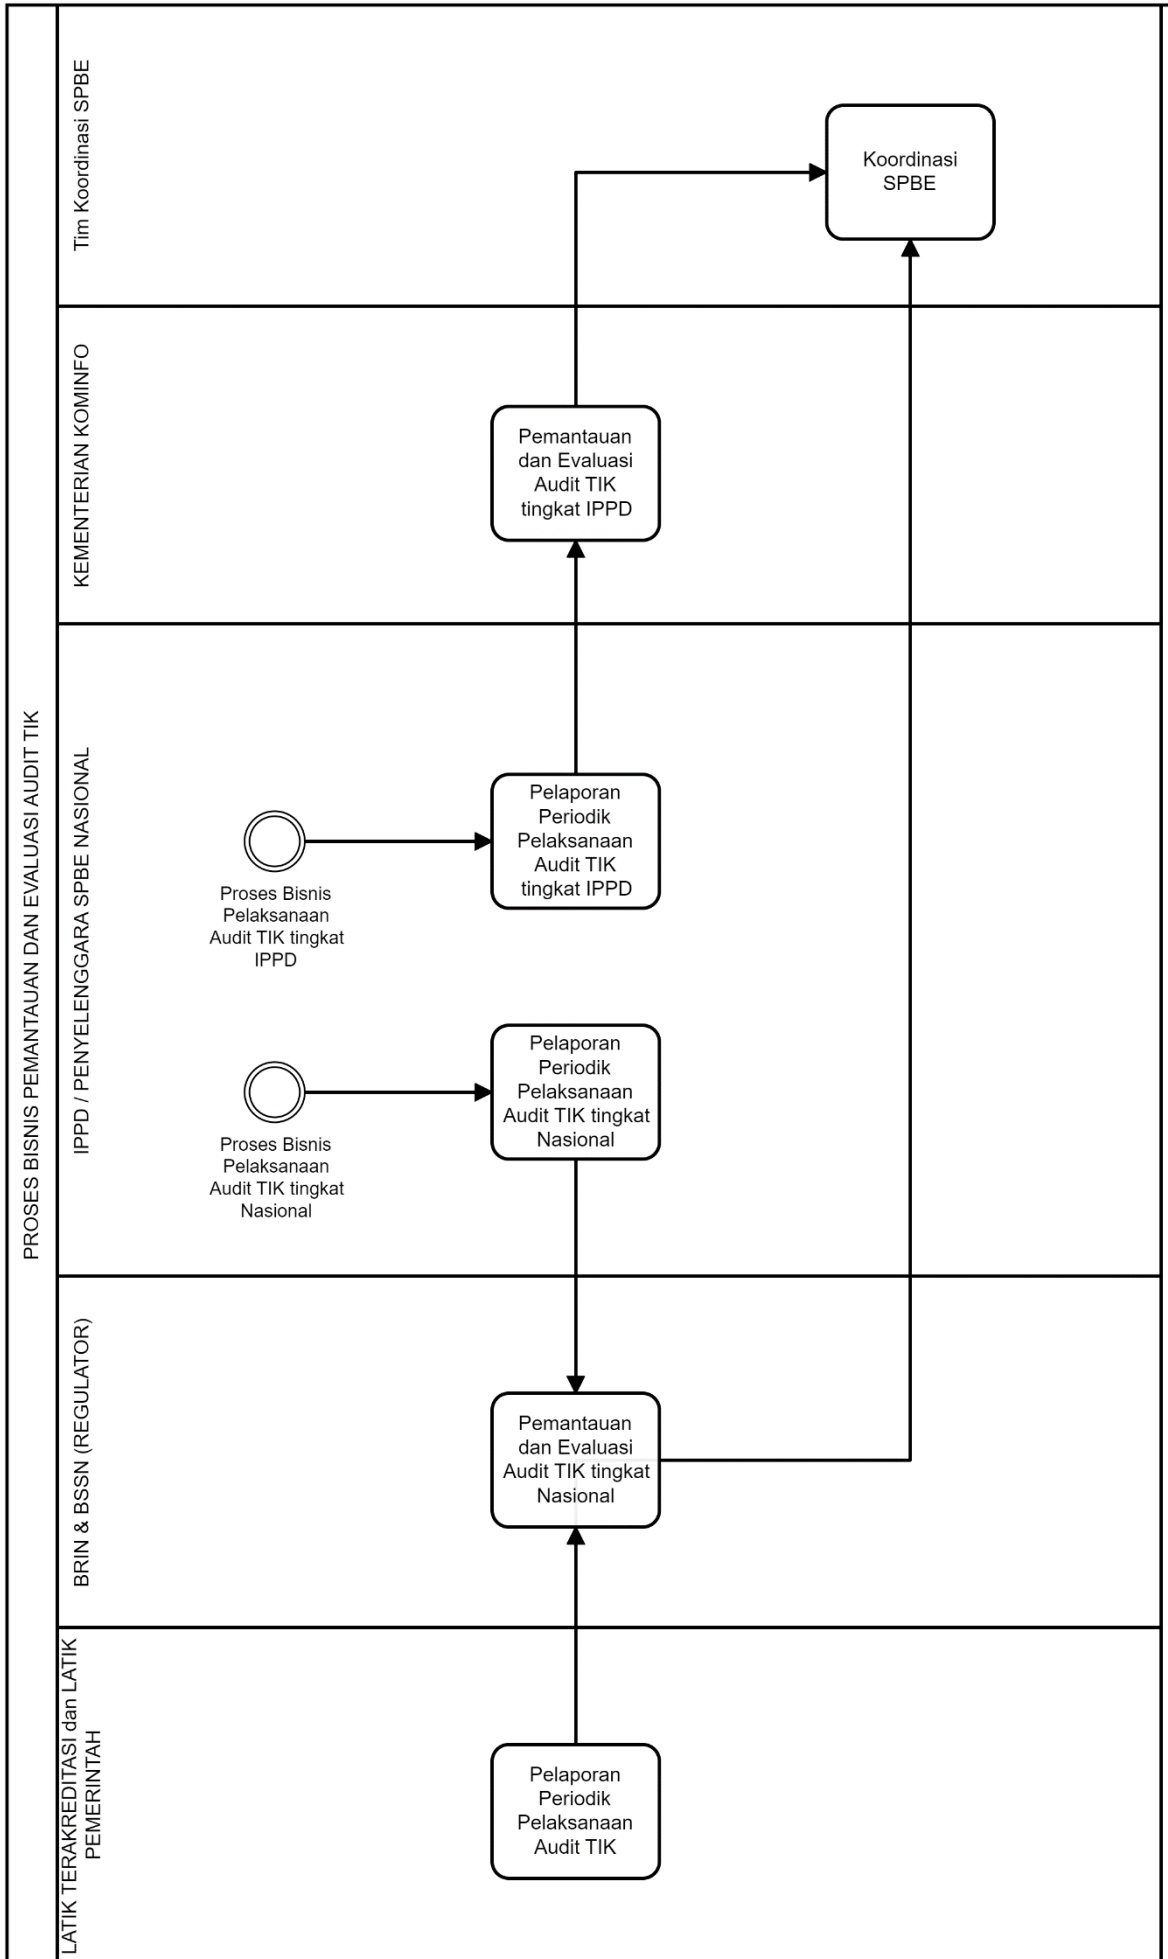 PROSES BISNIS PEMANTAUAN DAN EVALUASI AUDIT TIK
Tim Koordinasi SPBE
Koordinasi
SPBE
KEMENTERIAN KOMINFO
Pemantauan
dan Evaluasi
Audit TIK
tingkat IPPD
IPPD / PENYELENGGARA SPBE NASIONAL
Proses Bisnis
Pelaksanaan
Audit TIK tingkat
IPPD
Pelaporan
Periodik
Pelaksanaan
Audit TIK
tingkat IPPD
Proses Bisnis
Pelaksanaan
Audit TIK tingkat
Nasional
Pelaporan
Periodik
Pelaksanaan
Audit TIK tingkat
Nasional
BRIN & BSSN (REGULATOR)
Pemantauan
dan Evaluasi
Audit TIK tingkat
Nasional
LATIK TERAKREDITASI dan LATIK
PEMERINTAH
Pelaporan
Periodik
Pelaksanaan
Audit TIK